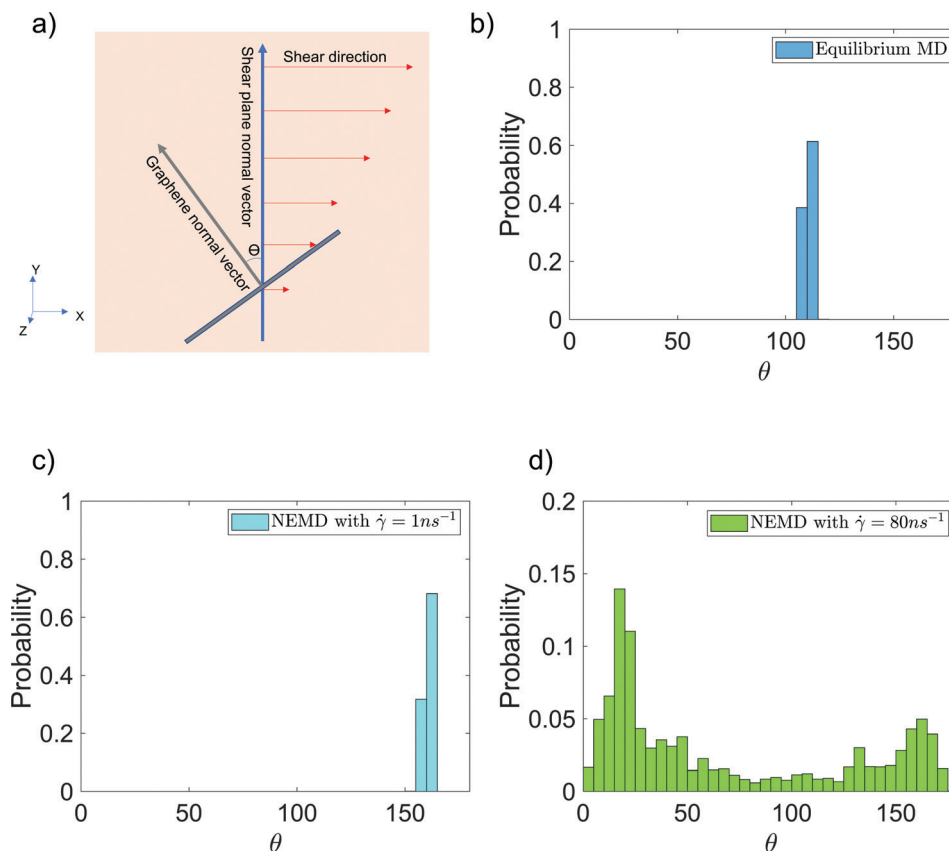 a)
Shear plane normal vector
Shear direction
Graphene normal vector
Θ
Y
X
Z
b)
Equilibrium MD
1
0.8
0.6
0.4
0.2
0
Probability
0 50 100 150
θ
c)
NEMD with γ̇ = 1ns⁻¹
1
0.8
0.6
0.4
0.2
0
Probability
0 50 100 150
θ
d)
NEMD with γ̇ = 80ns⁻¹
0.2
0.15
0.1
0.05
0
Probability
0 50 100 150
θ